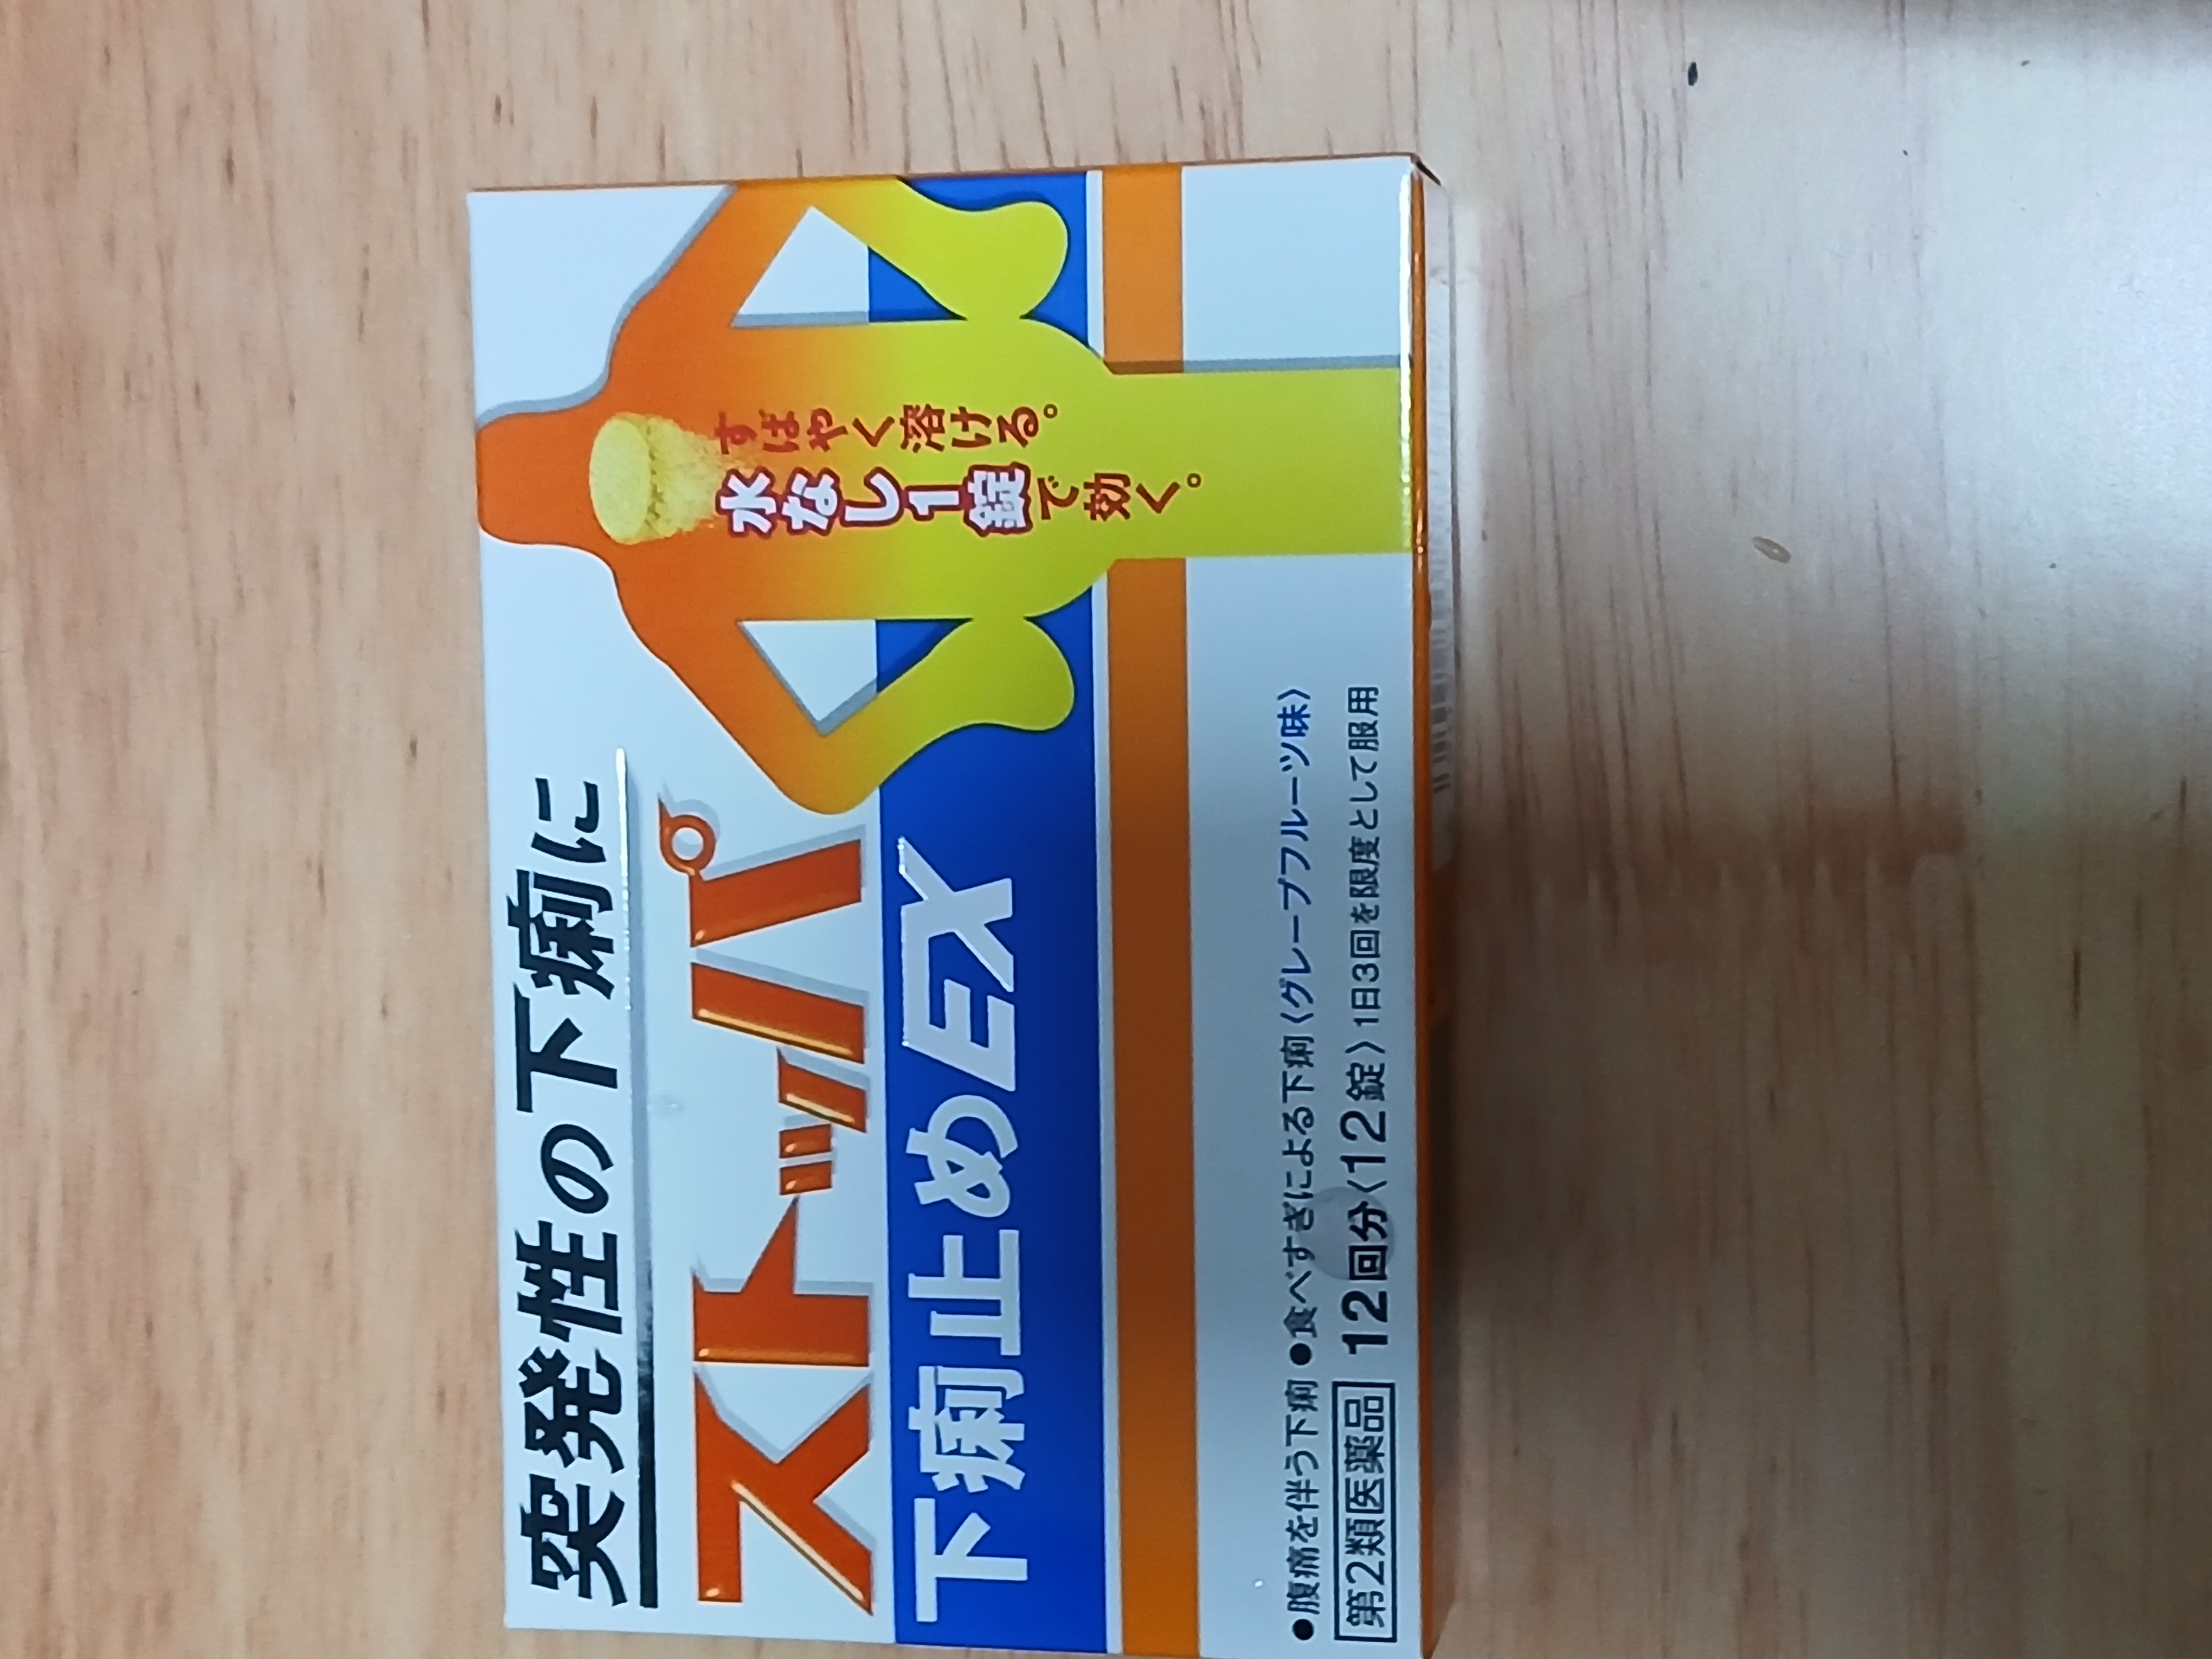 突発性の下痢に
ストッパ
下痢止めEX
すばやく溶ける。
水なし1錠で効く。
●腹痛を伴う下痢 ●食べすぎによる下痢〈グレープフルーツ味〉
第2類医薬品 12回分〈12錠〉1日3回を限度として服用